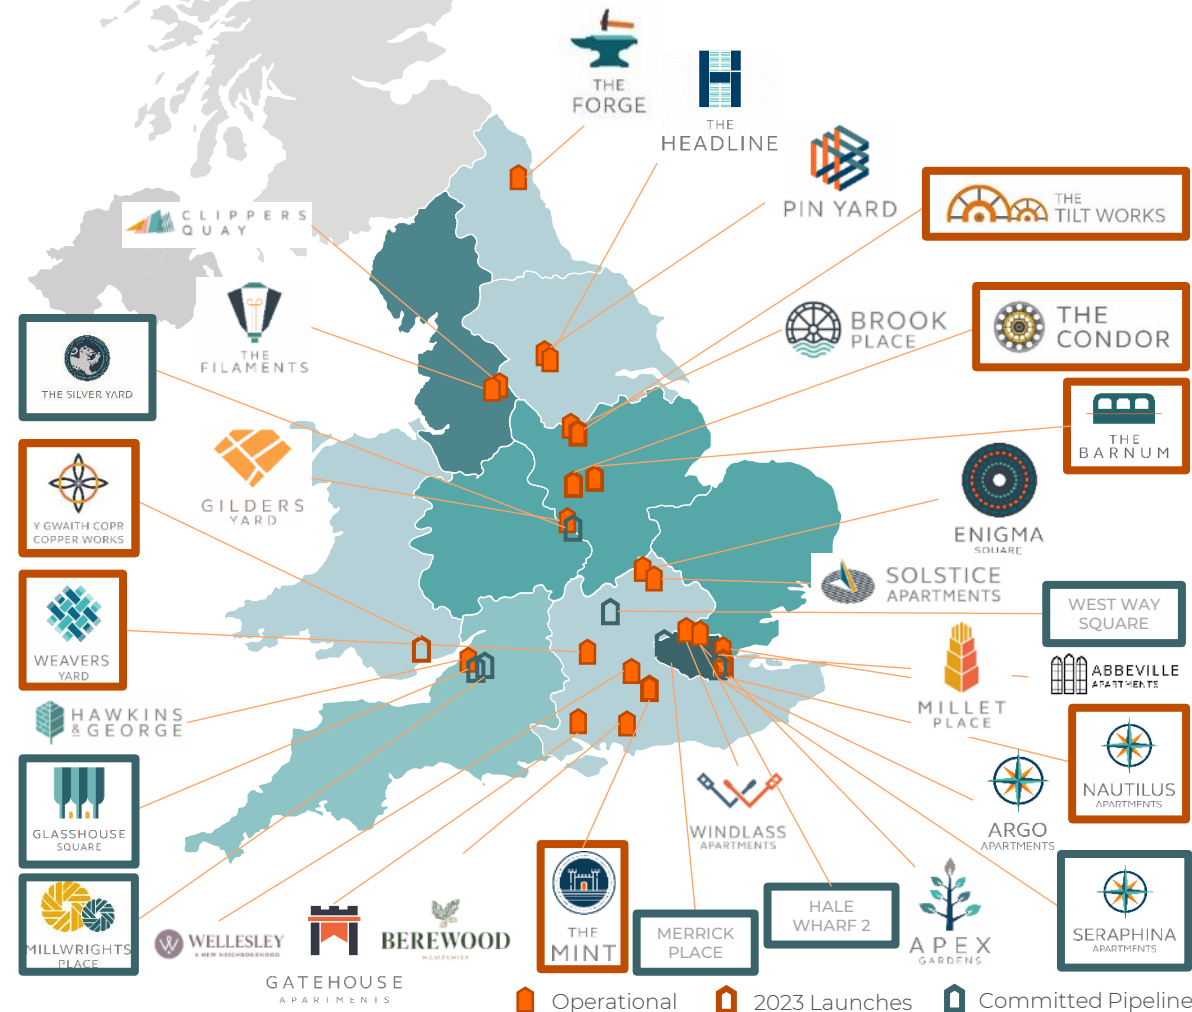 THE
FORGE
THE
HEADLINE
PIN YARD
THE
TILT WORKS
CLIPPERS
QUAY
THE
FILAMENTS
BROOK
PLACE
THE
CONDOR
THE SILVER YARD
THE
BARNUM
GILDERS
YARD
Y GWAITH COPR
COPPER WORKS
ENIGMA
SQUARE
SOLSTICE
APARTMENTS
WEST WAY
SQUARE
WEAVERS
YARD
ABBEVILLE
APARTMENTS
MILLET
PLACE
HAWKINS
& GEORGE
NAUTILUS
APARTMENTS
GLASSHOUSE
SQUARE
WINDLASS
APARTMENTS
ARGO
APARTMENTS
MILLWRIGHTS
PLACE
W WELLESLEY
A NEW NEIGHBOURHOOD
GATEHOUSE
APARTMENTS
BEREWOOD
HAMPSHIRE
THE
MINT
MERRICK
PLACE
HALE
WHARF 2
APEX
GARDENS
SERAPHINA
APARTMENTS
Operational
2023 Launches
Committed Pipeline